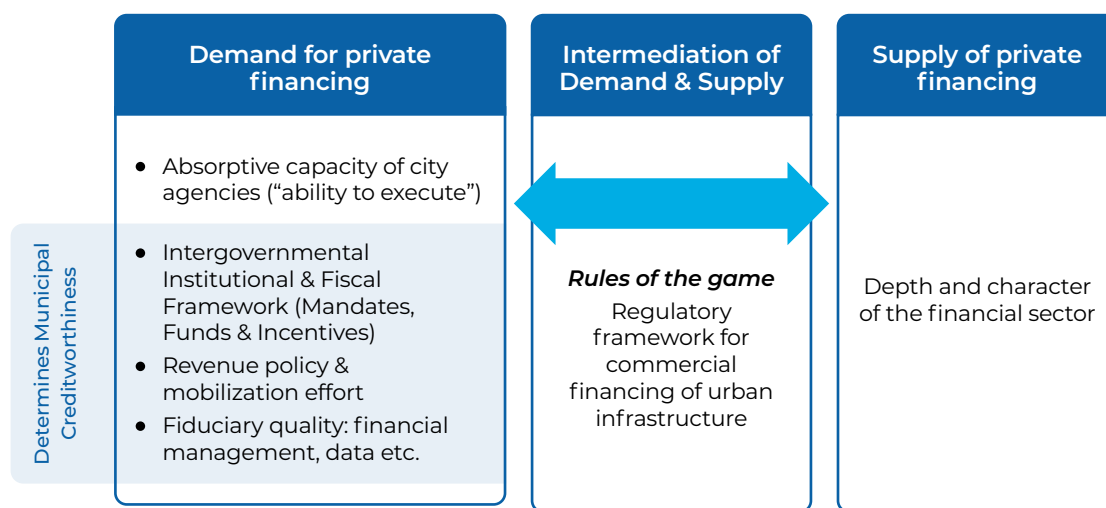 Demand for private
financing
Absorptive capacity of city
agencies (“ability to execute”)
Determines Municipal
Creditworthiness
Intergovernmental
Institutional & Fiscal
Framework (Mandates,
Funds & Incentives)
Revenue policy &
mobilization effort
Fiduciary quality: financial
management, data etc.
Intermediation of
Demand & Supply
Rules of the game
Regulatory
framework for
commercial
financing of urban
infrastructure
Supply of private
financing
Depth and character
of the financial sector